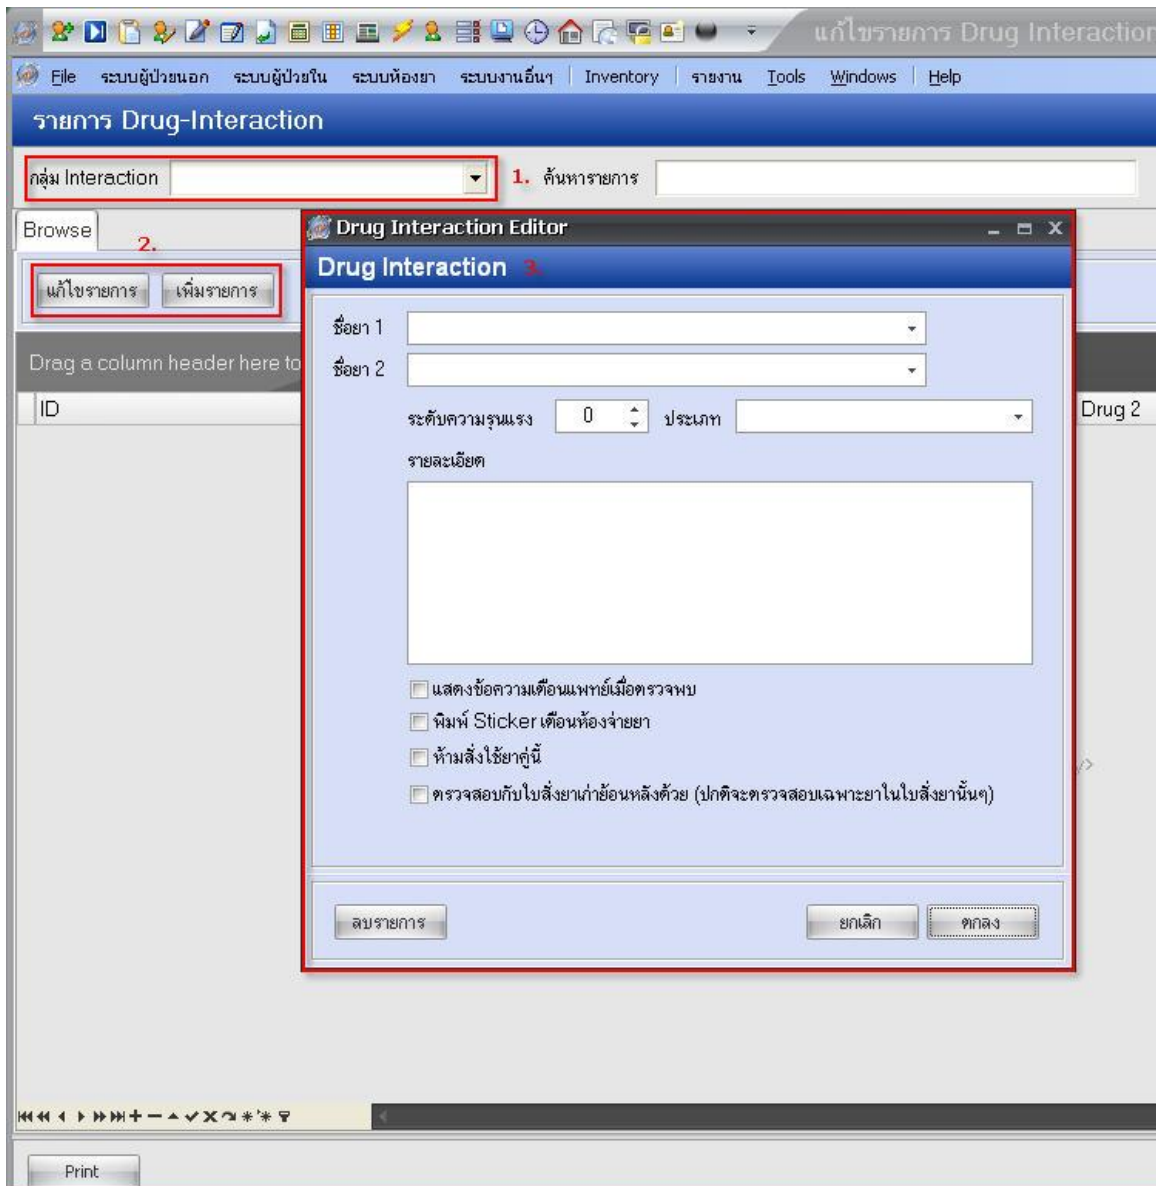 แก้ไขรายการ Drug Interaction
File ระบบผู้ป่วยนอก ระบบผู้ป่วยใน ระบบห้องยา ระบบงานอื่นๆ Inventory รายงาน Tools Windows Help
รายการ Drug-Interaction
กลุ่ม Interaction 1. ค้นหารายการ
Browse 2.
Drug Interaction Editor
Drug Interaction 3.
แก้ไขรายการ เพิ่มรายการ
ชื่อยา 1
Drag a column header here to
ชื่อยา 2
ID Drug 2
ระดับความรุนแรง 0 ประเภท
รายละเอียด
แสดงข้อความเตือนแพทย์เมื่อตรวจพบ
พิมพ์ Sticker เตือนห้องจ่ายยา
ห้ามสั่งใช้ยาคู่นี้
/>
ตรวจสอบกับใบสั่งยาเก่าย้อนหลังด้วย (ปกติจะตรวจสอบเฉพาะยาในใบสั่งยานั้นๆ)
ลบรายการ ยกเลิก ตกลง
Print